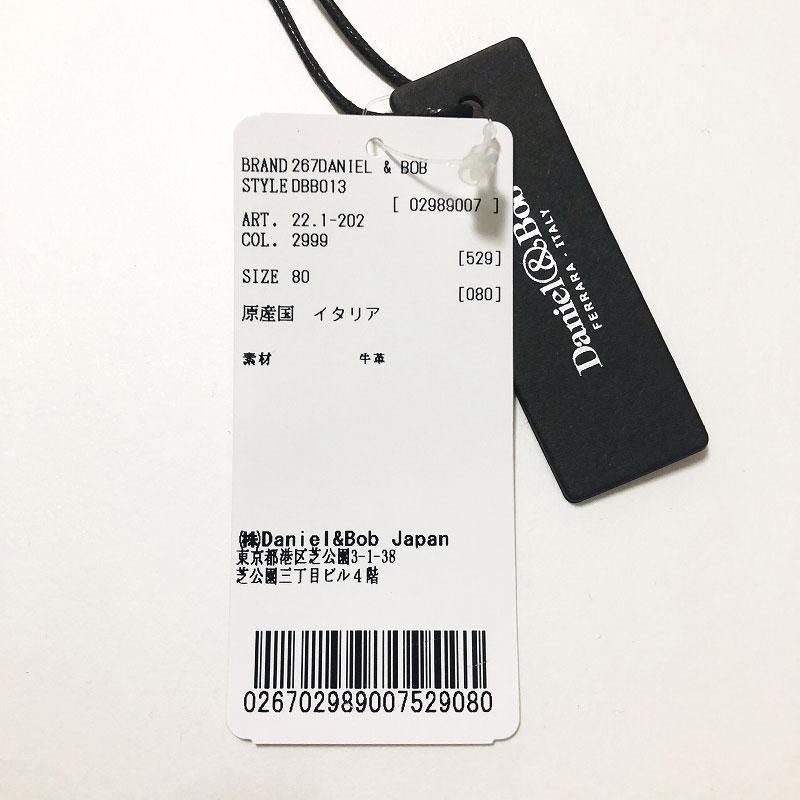 BRAND 267DANIEL & BOB
STYLE DBB013
[ 02989007 ]
ART. 22.1-202
COL. 2999
[529]
SIZE 80
[080]
原産国 イタリア
素材 牛革
㈱Daniel&Bob Japan
東京都港区芝公園3-1-38
芝公園三丁目ビル4階
026702989007529080
Daniel&Bob
FERRARA - ITALY